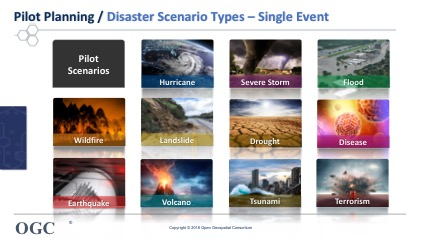 Pilot Planning / Disaster Scenario Types – Single Event
Pilot
Scenarios
Hurricane
Severe Storm
Flood
Wildfire
Landslide
Drought
Disease
Earthquake
Volcano
Tsunami
Terrorism
OGC
Copyright © 2018 Open Geospatial Consortium